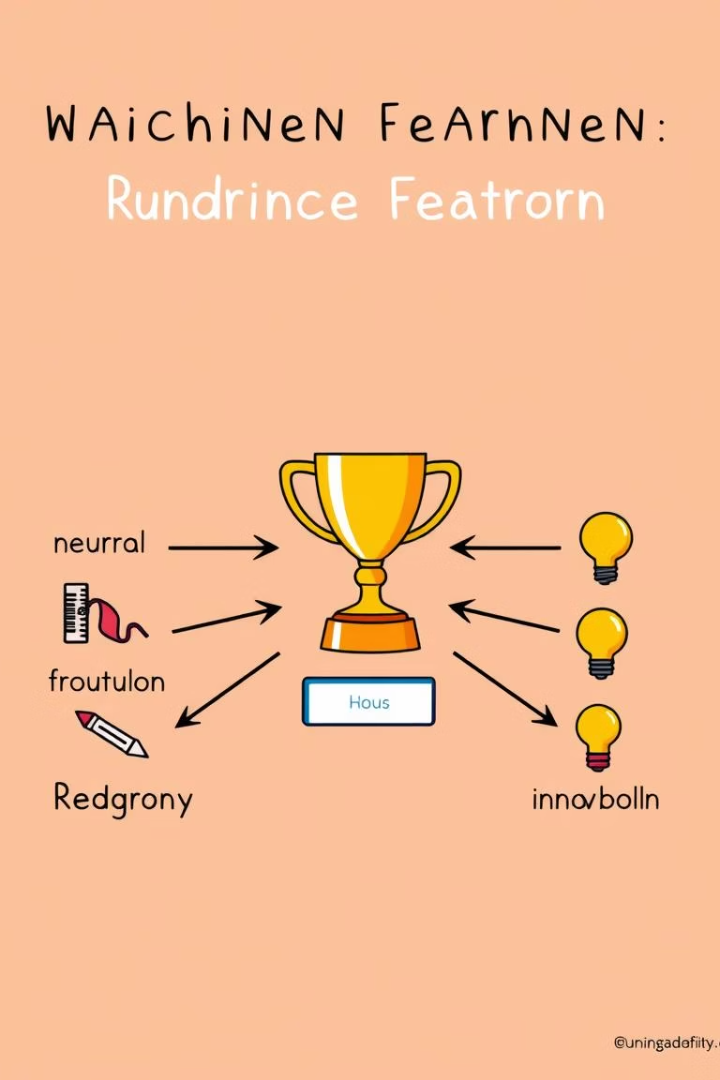 WAichiNeN FeArnNeN:
Rundrince Featrorn
neurral
froutulon
Hous
Redgrony
innovbolln